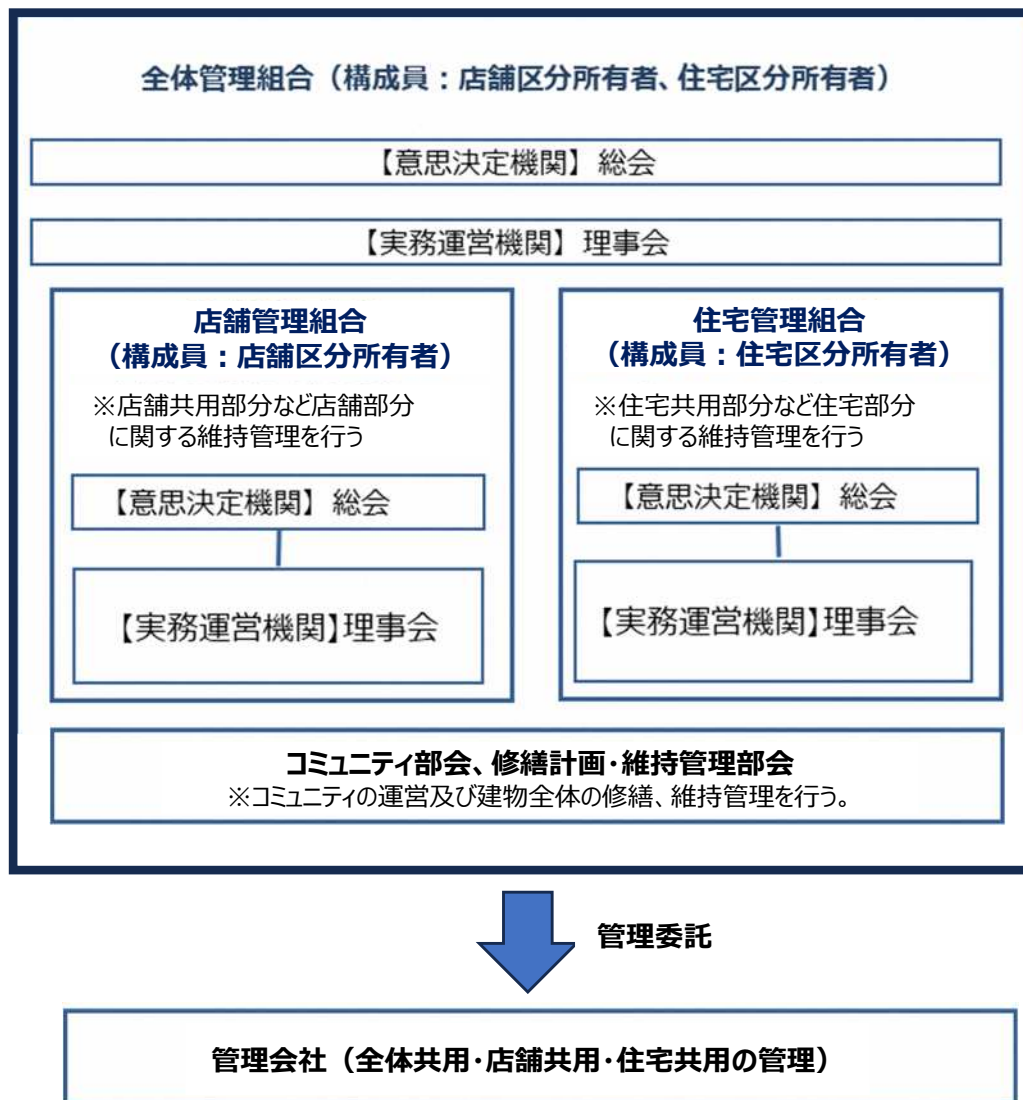 全体管理組合（構成員：店舗区分所有者、住宅区分所有者）
【意思決定機関】総会
【実務運営機関】理事会
店舗管理組合
（構成員：店舗区分所有者）
※店舗共用部分など店舗部分
に関する維持管理を行う
【意思決定機関】総会
【実務運営機関】理事会
住宅管理組合
（構成員：住宅区分所有者）
※住宅共用部分など住宅部分
に関する維持管理を行う
【意思決定機関】総会
【実務運営機関】理事会
コミュニティ部会、修繕計画・維持管理部会
※コミュニティの運営及び建物全体の修繕、維持管理を行う。
管理委託
管理会社（全体共用・店舗共用・住宅共用の管理）